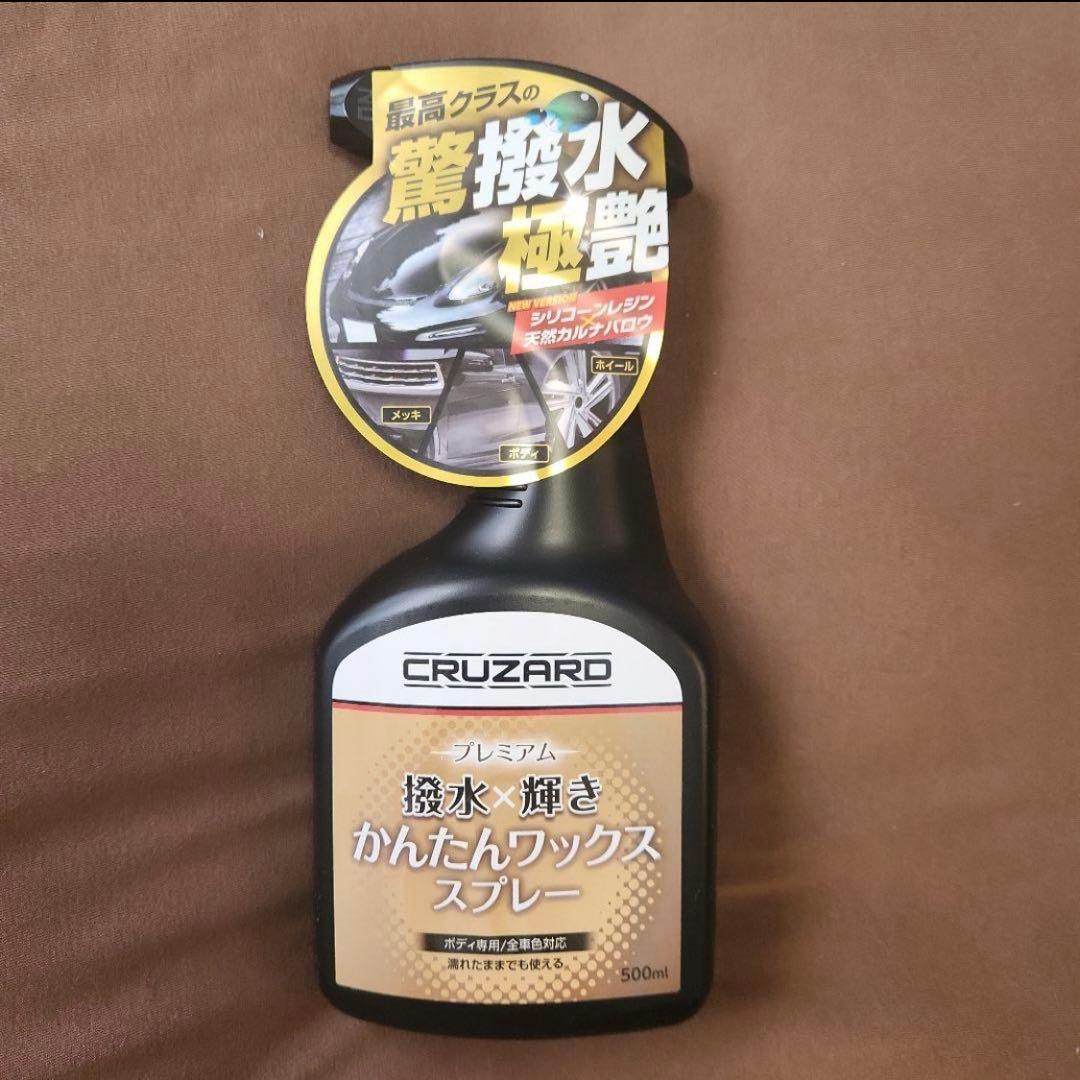 最高クラスの
驚撥水
極艶
NEW VERSION
シリコーンレジン
×
天然カルナバロウ
ホイール
メッキ
ボディ
CRUZARD
プレミアム
撥水×輝き
かんたんワックス
スプレー
ボディ専用/全車色対応
濡れたままでも使える
500ml